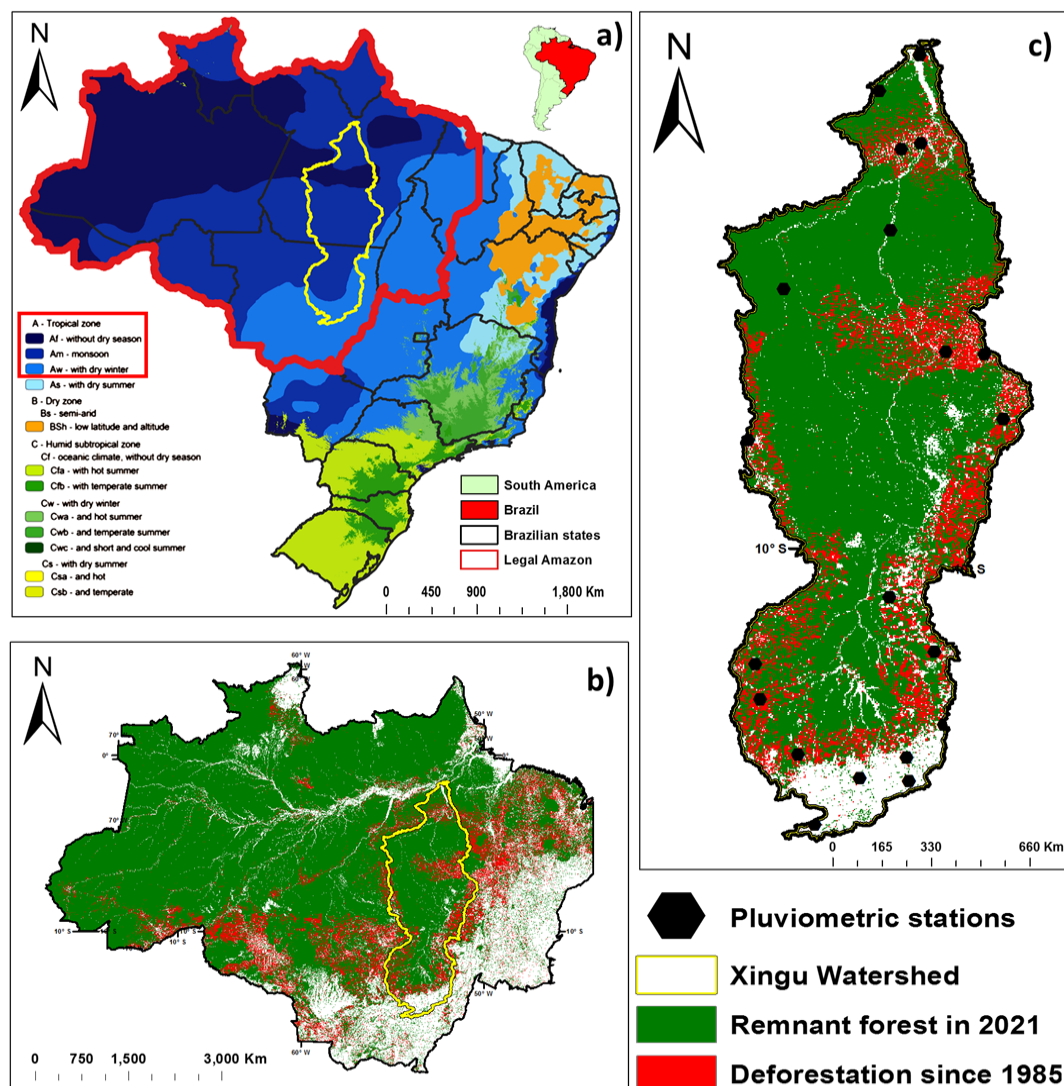 N
a)
A - Tropical zone
Af - without dry season
Am - monsoon
Aw - with dry winter
As - with dry summer
B - Dry zone
Bs - semi-arid
BSh - low latitude and altitude
C - Humid subtropical zone
Cf - oceanic climate, without dry season
Cfa - with hot summer
Cfb - with temperate summer
Cw - with dry winter
Cwa - and hot summer
Cwb - and temperate summer
Cwc - and short and cool summer
Cs - with dry summer
Csa - and hot
Csb - and temperate
South America
Brazil
Brazilian states
Legal Amazon
0 450 900 1,800 Km
N
b)
60° W
50° W
70°
0°
0°
70°
10° S
10° S
10° S
50° W
60° W
0 750 1,500 3,000 Km
N
c)
10° S
S
0 165 330 660 Km
Pluviometric stations
Xingu Watershed
Remnant forest in 2021
Deforestation since 1985